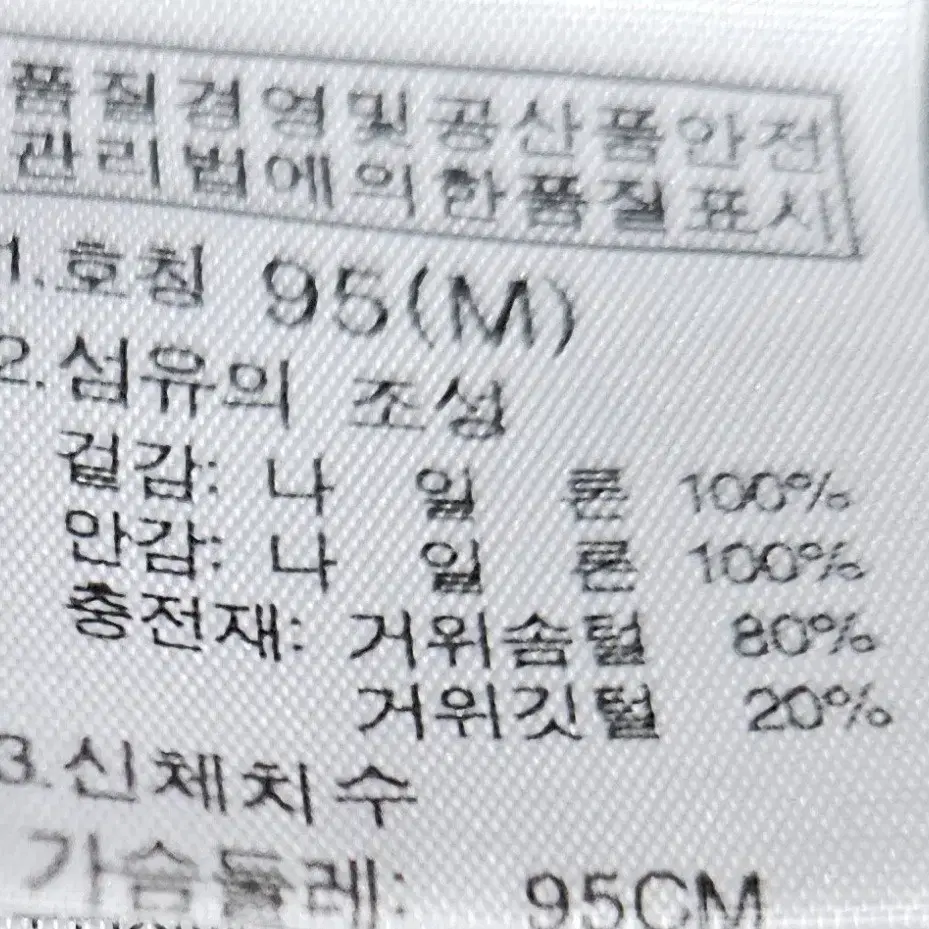 품질경영및공산품안전
관리법에의한품질표시
1.호칭 95(M)
2.섬유의 조성
겉감: 나 일 론 100%
안감: 나 일 론 100%
충전재: 거위솜털 80%
거위깃털 20%
3.신체치수
가슴둘레: 95CM